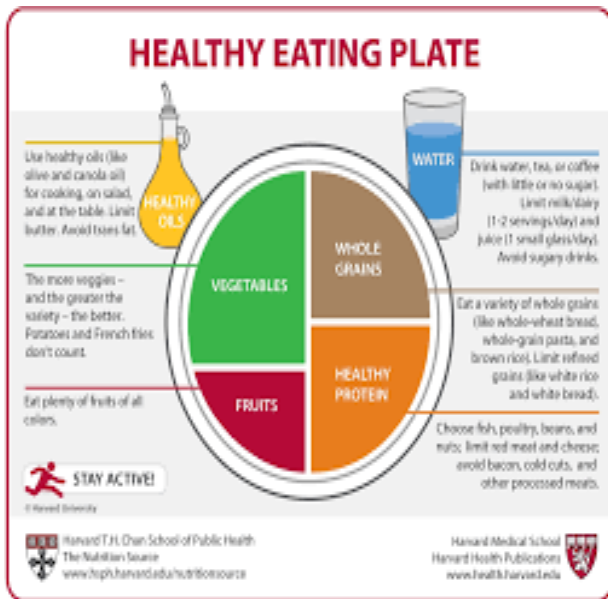 HEALTHY EATING PLATE
Use healthy oils (like
olive and canola oil)
for cooking, on salad,
and at the table. Limit
butter. Avoid trans fat.
HEALTHY
OILS
The more veggies –
and the greater the
variety – the better.
Potatoes and French fries
don't count.
Eat plenty of fruits of all
colors.
VEGETABLES
FRUITS
WHOLE
GRAINS
HEALTHY
PROTEIN
WATER
Drink water, tea, or coffee
(with little or no sugar).
Limit milk/dairy
(1-2 servings/day) and
juice (1 small glass/day).
Avoid sugary drinks.
Eat a variety of whole grains
(like whole-wheat bread,
whole-grain pasta, and
brown rice). Limit refined
grains (like white rice
and white bread).
Choose fish, poultry, beans, and
nuts; limit red meat and cheese;
avoid bacon, cold cuts, and
other processed meats.
STAY ACTIVE!
© Harvard University
Harvard T.H. Chan School of Public Health
The Nutrition Source
www.hsph.harvard.edu/nutritionsource
Harvard Medical School
Harvard Health Publications
www.health.harvard.edu